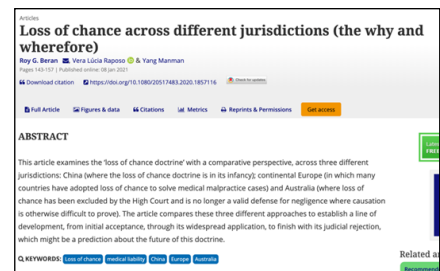 Articles
Loss of chance across different jurisdictions (the why and
wherefore)
Roy G. Beran Vera Lúcia Raposo & Yang Manman
Pages 143-157 | Published online: 08 Jan 2021
Download citation https://doi.org/10.1080/20517483.2020.1857116 Check for updates
Full Article Figures & data Citations Metrics Reprints & Permissions Get access
ABSTRACT
This article examines the 'loss of chance doctrine' with a comparative perspective, across three different
jurisdictions: China (where the loss of chance doctrine is in its infancy); continental Europe (in which many
countries have adopted loss of chance to solve medical malpractice cases) and Australia (where loss of
chance has been excluded by the High Court and is no longer a valid defense for negligence where causation
is otherwise difficult to prove). The article compares these three different approaches to establish a line of
development, from initial acceptance, through its widespread application, to finish with its judicial rejection,
which might be a prediction about the future of this doctrine.
KEYWORDS: Loss of chance medical liability China Europe Australia
Related a
Recommend